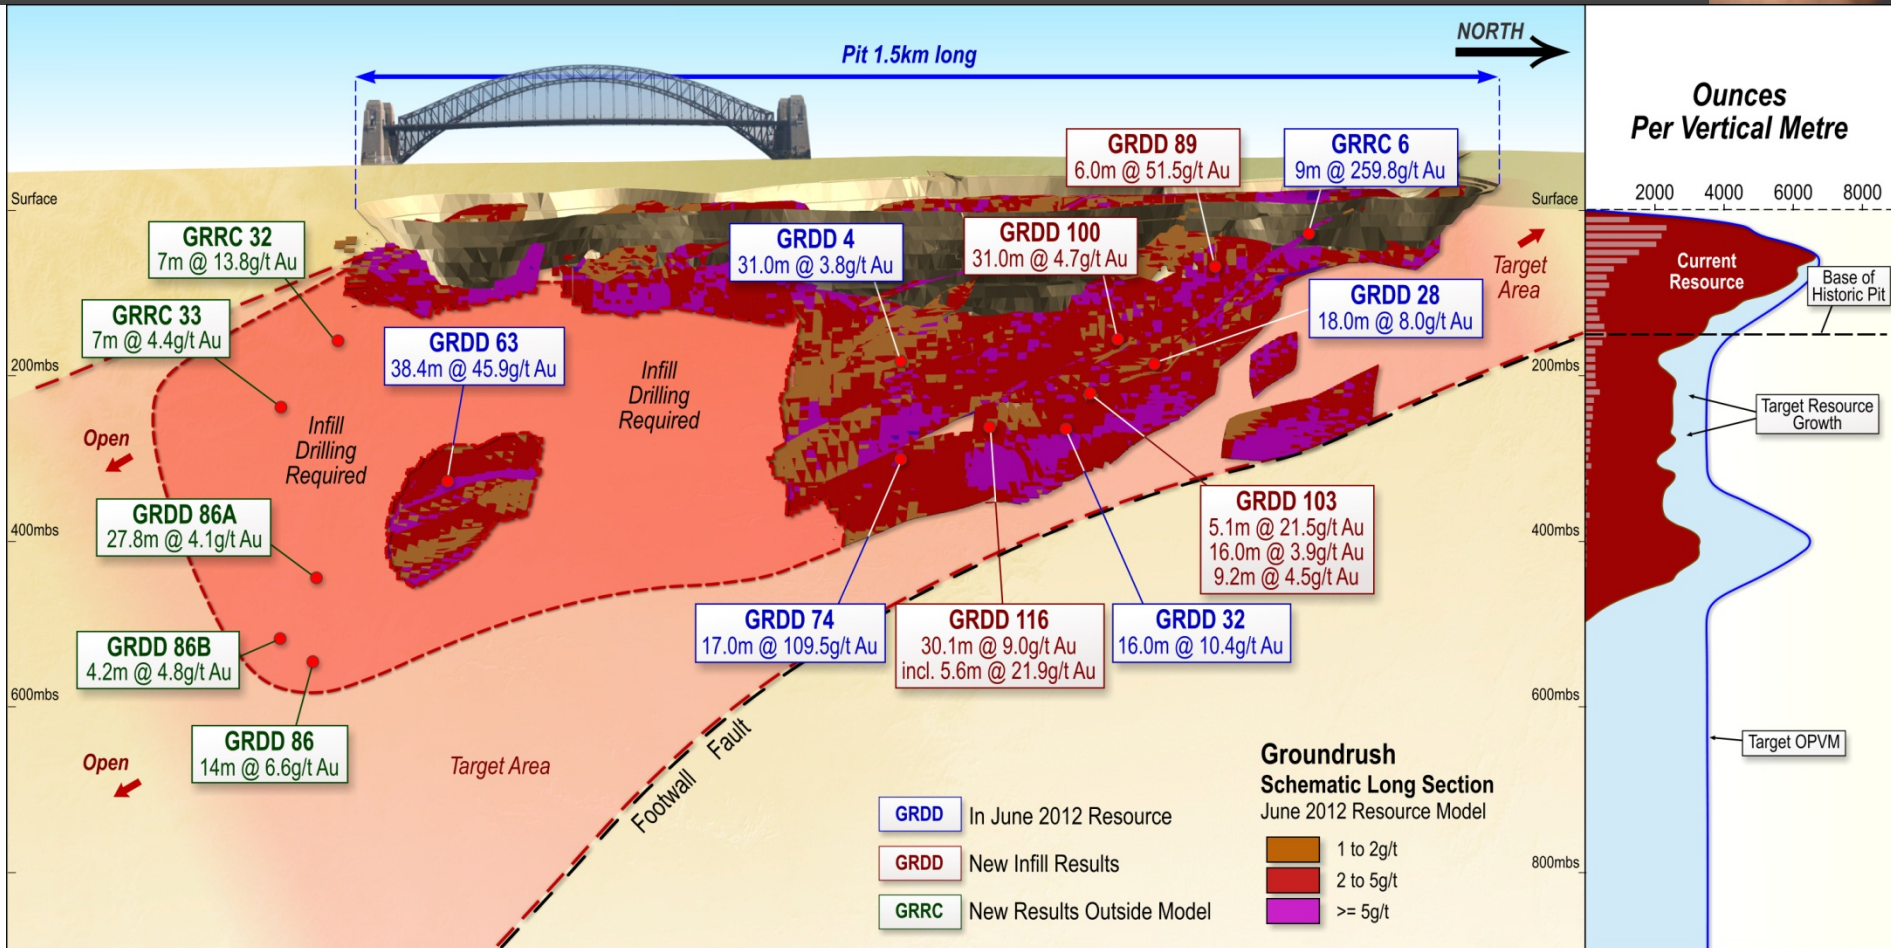 NORTH
Pit 1.5km long
Ounces
Per Vertical Metre
GRDD 89
6.0m @ 51.5g/t Au
GRRC 6
9m @ 259.8g/t Au
Surface
Surface
2000
4000
6000
8000
GRRC 32
7m @ 13.8g/t Au
GRDD 4
31.0m @ 3.8g/t Au
GRDD 100
31.0m @ 4.7g/t Au
Target
Area
Current
Resource
Base of
Historic Pit
GRRC 33
7m @ 4.4g/t Au
GRDD 28
18.0m @ 8.0g/t Au
GRDD 63
38.4m @ 45.9g/t Au
200mbs
200mbs
Infill
Drilling
Required
Infill
Drilling
Required
Target Resource
Growth
Open
GRDD 86A
27.8m @ 4.1g/t Au
GRDD 103
5.1m @ 21.5g/t Au
16.0m @ 3.9g/t Au
9.2m @ 4.5g/t Au
400mbs
400mbs
GRDD 74
17.0m @ 109.5g/t Au
GRDD 116
30.1m @ 9.0g/t Au
incl. 5.6m @ 21.9g/t Au
GRDD 32
16.0m @ 10.4g/t Au
GRDD 86B
4.2m @ 4.8g/t Au
600mbs
600mbs
GRDD 86
14m @ 6.6g/t Au
Open
Target Area
Footwall Fault
Target OPVM
Groundrush
Schematic Long Section
June 2012 Resource Model
GRDD In June 2012 Resource
GRDD New Infill Results
GRRC New Results Outside Model
1 to 2g/t
2 to 5g/t
>= 5g/t
800mbs